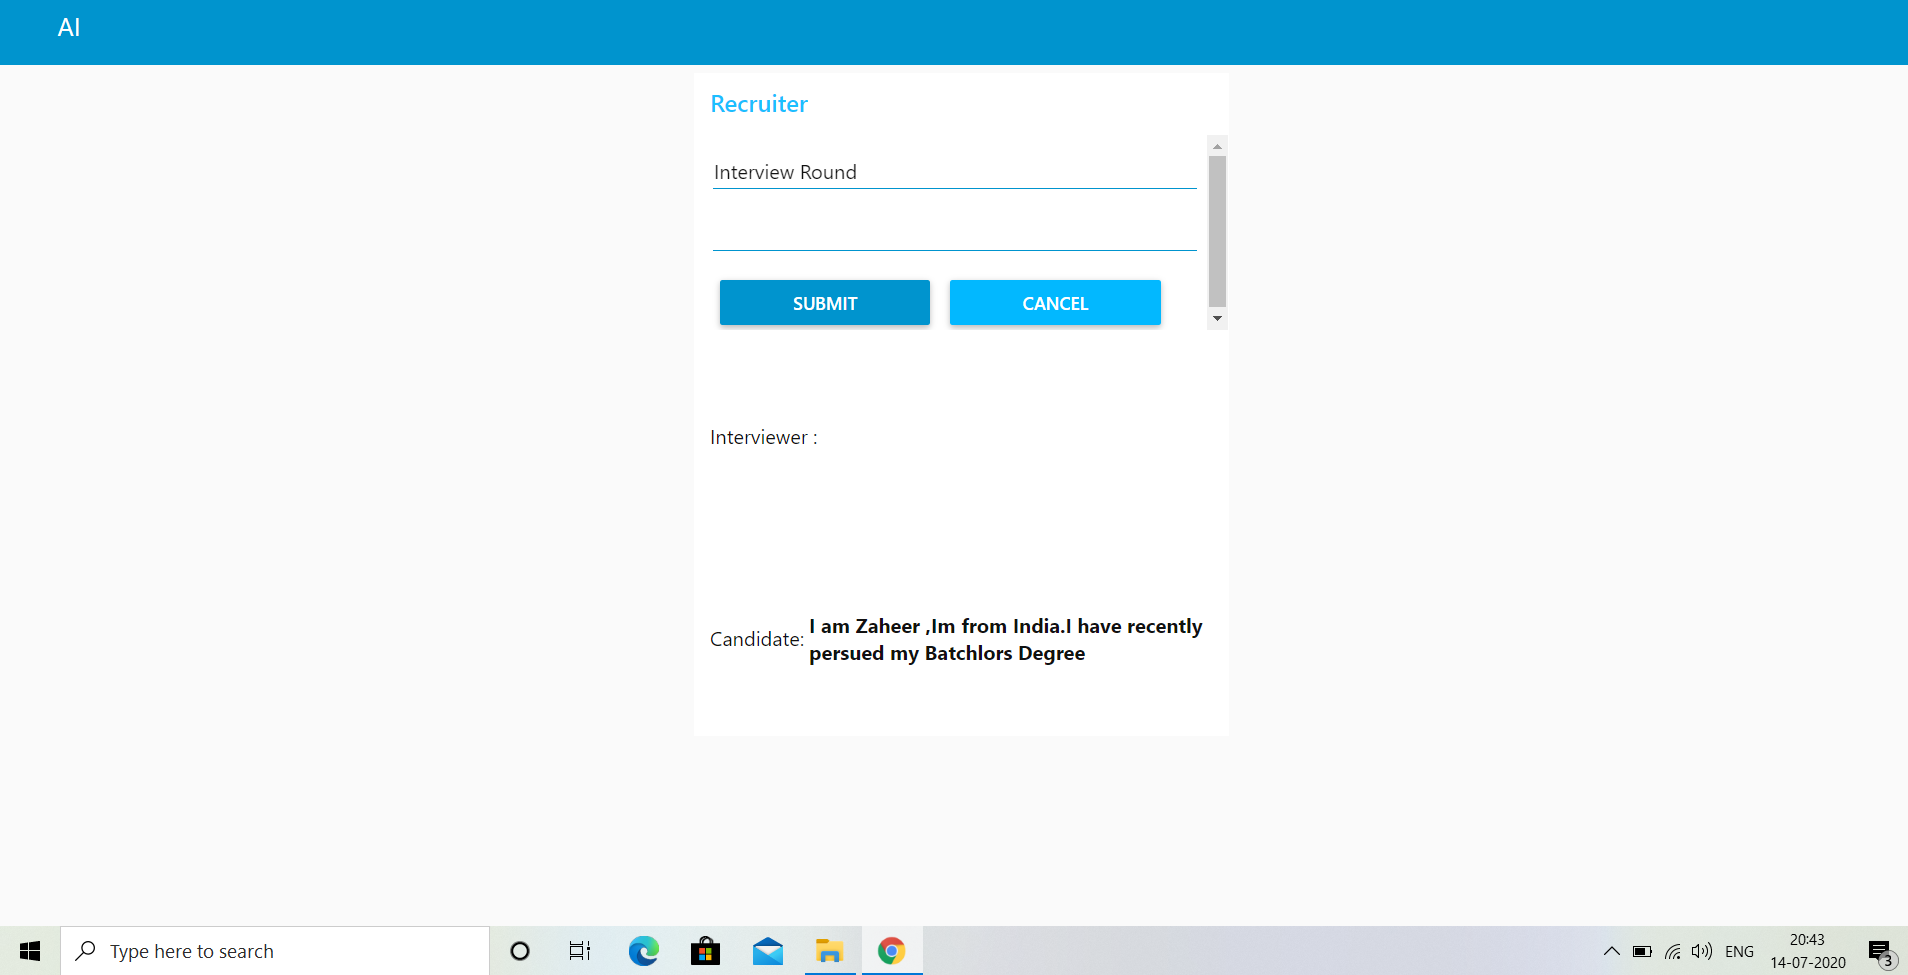 AI
Recruiter
Interview Round
SUBMIT CANCEL
Interviewer :
Candidate: I am Zaheer ,Im from India.I have recently
persued my Batchlors Degree
Type here to search
ENG
20:43
14-07-2020
3